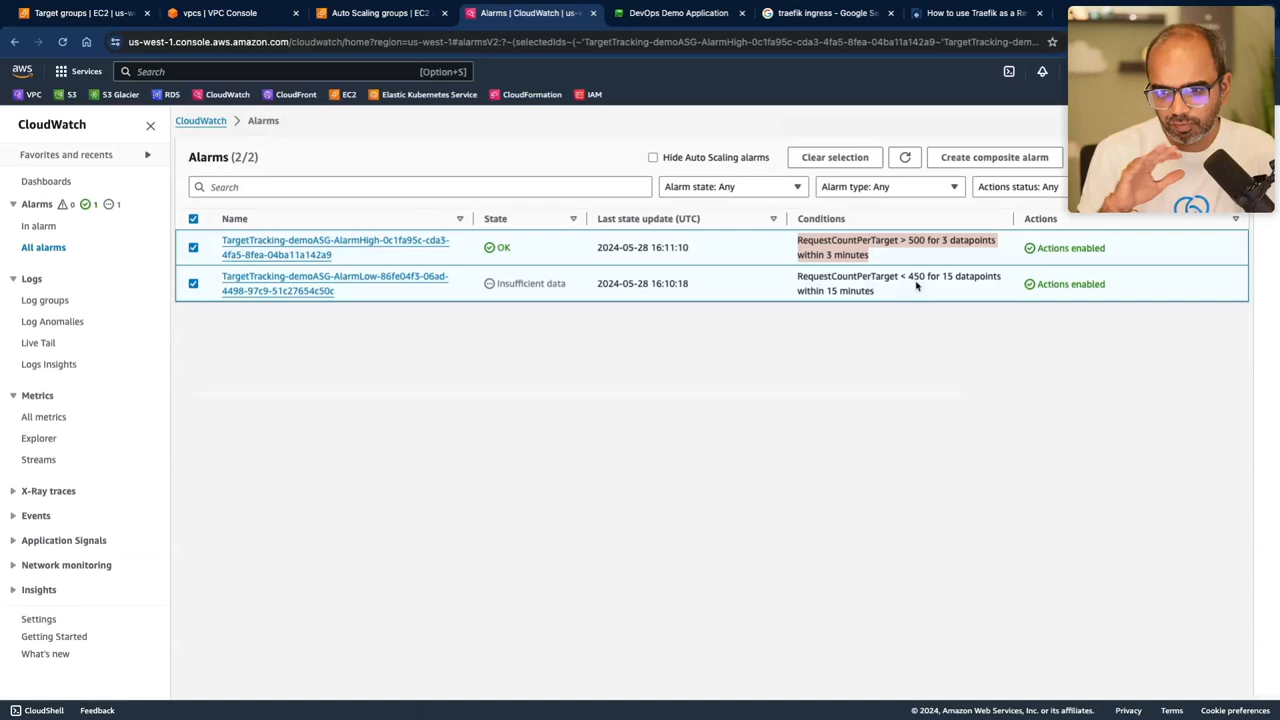 Target groups | EC2 | us-w
vpcs | VPC Console
Auto Scaling groups | EC2 |
Alarms | CloudWatch | us-
DevOps Demo Application
traefik ingress - Google Se
How to use Traefik as a Re
us-west-1.console.aws.amazon.com/cloudwatch/home?region=us-west-1#alarmsV2:?~(selectedIds~(~'TargetTracking-demoASG-AlarmHigh-0c1fa95c-cda3-4fa5-8fea-04ba11a142a9~'TargetTracking-dem...
aws
Services
Search
[Option+S]
VPC
S3
S3 Glacier
RDS
CloudWatch
CloudFront
EC2
Elastic Kubernetes Service
CloudFormation
IAM
CloudWatch
Favorites and recents
Dashboards
Alarms 0 1 1
In alarm
All alarms
Logs
Log groups
Log Anomalies
Live Tail
Logs Insights
Metrics
All metrics
Explorer
Streams
X-Ray traces
Events
Application Signals
Network monitoring
Insights
Settings
Getting Started
What's new
CloudWatch > Alarms
Alarms (2/2)
Hide Auto Scaling alarms
Clear selection
Create composite alarm
Search
Alarm state: Any
Alarm type: Any
Actions status: Any
Name
State
Last state update (UTC)
Conditions
Actions
TargetTracking-demoASG-AlarmHigh-0c1fa95c-cda3-
4fa5-8fea-04ba11a142a9
OK
2024-05-28 16:11:10
RequestCountPerTarget > 500 for 3 datapoints
within 3 minutes
Actions enabled
TargetTracking-demoASG-AlarmLow-86fe04f3-06ad-
4498-97c9-51c27654c50c
Insufficient data
2024-05-28 16:10:18
RequestCountPerTarget < 450 for 15 datapoints
within 15 minutes
Actions enabled
CloudShell
Feedback
© 2024, Amazon Web Services, Inc. or its affiliates.
Privacy
Terms
Cookie preferences